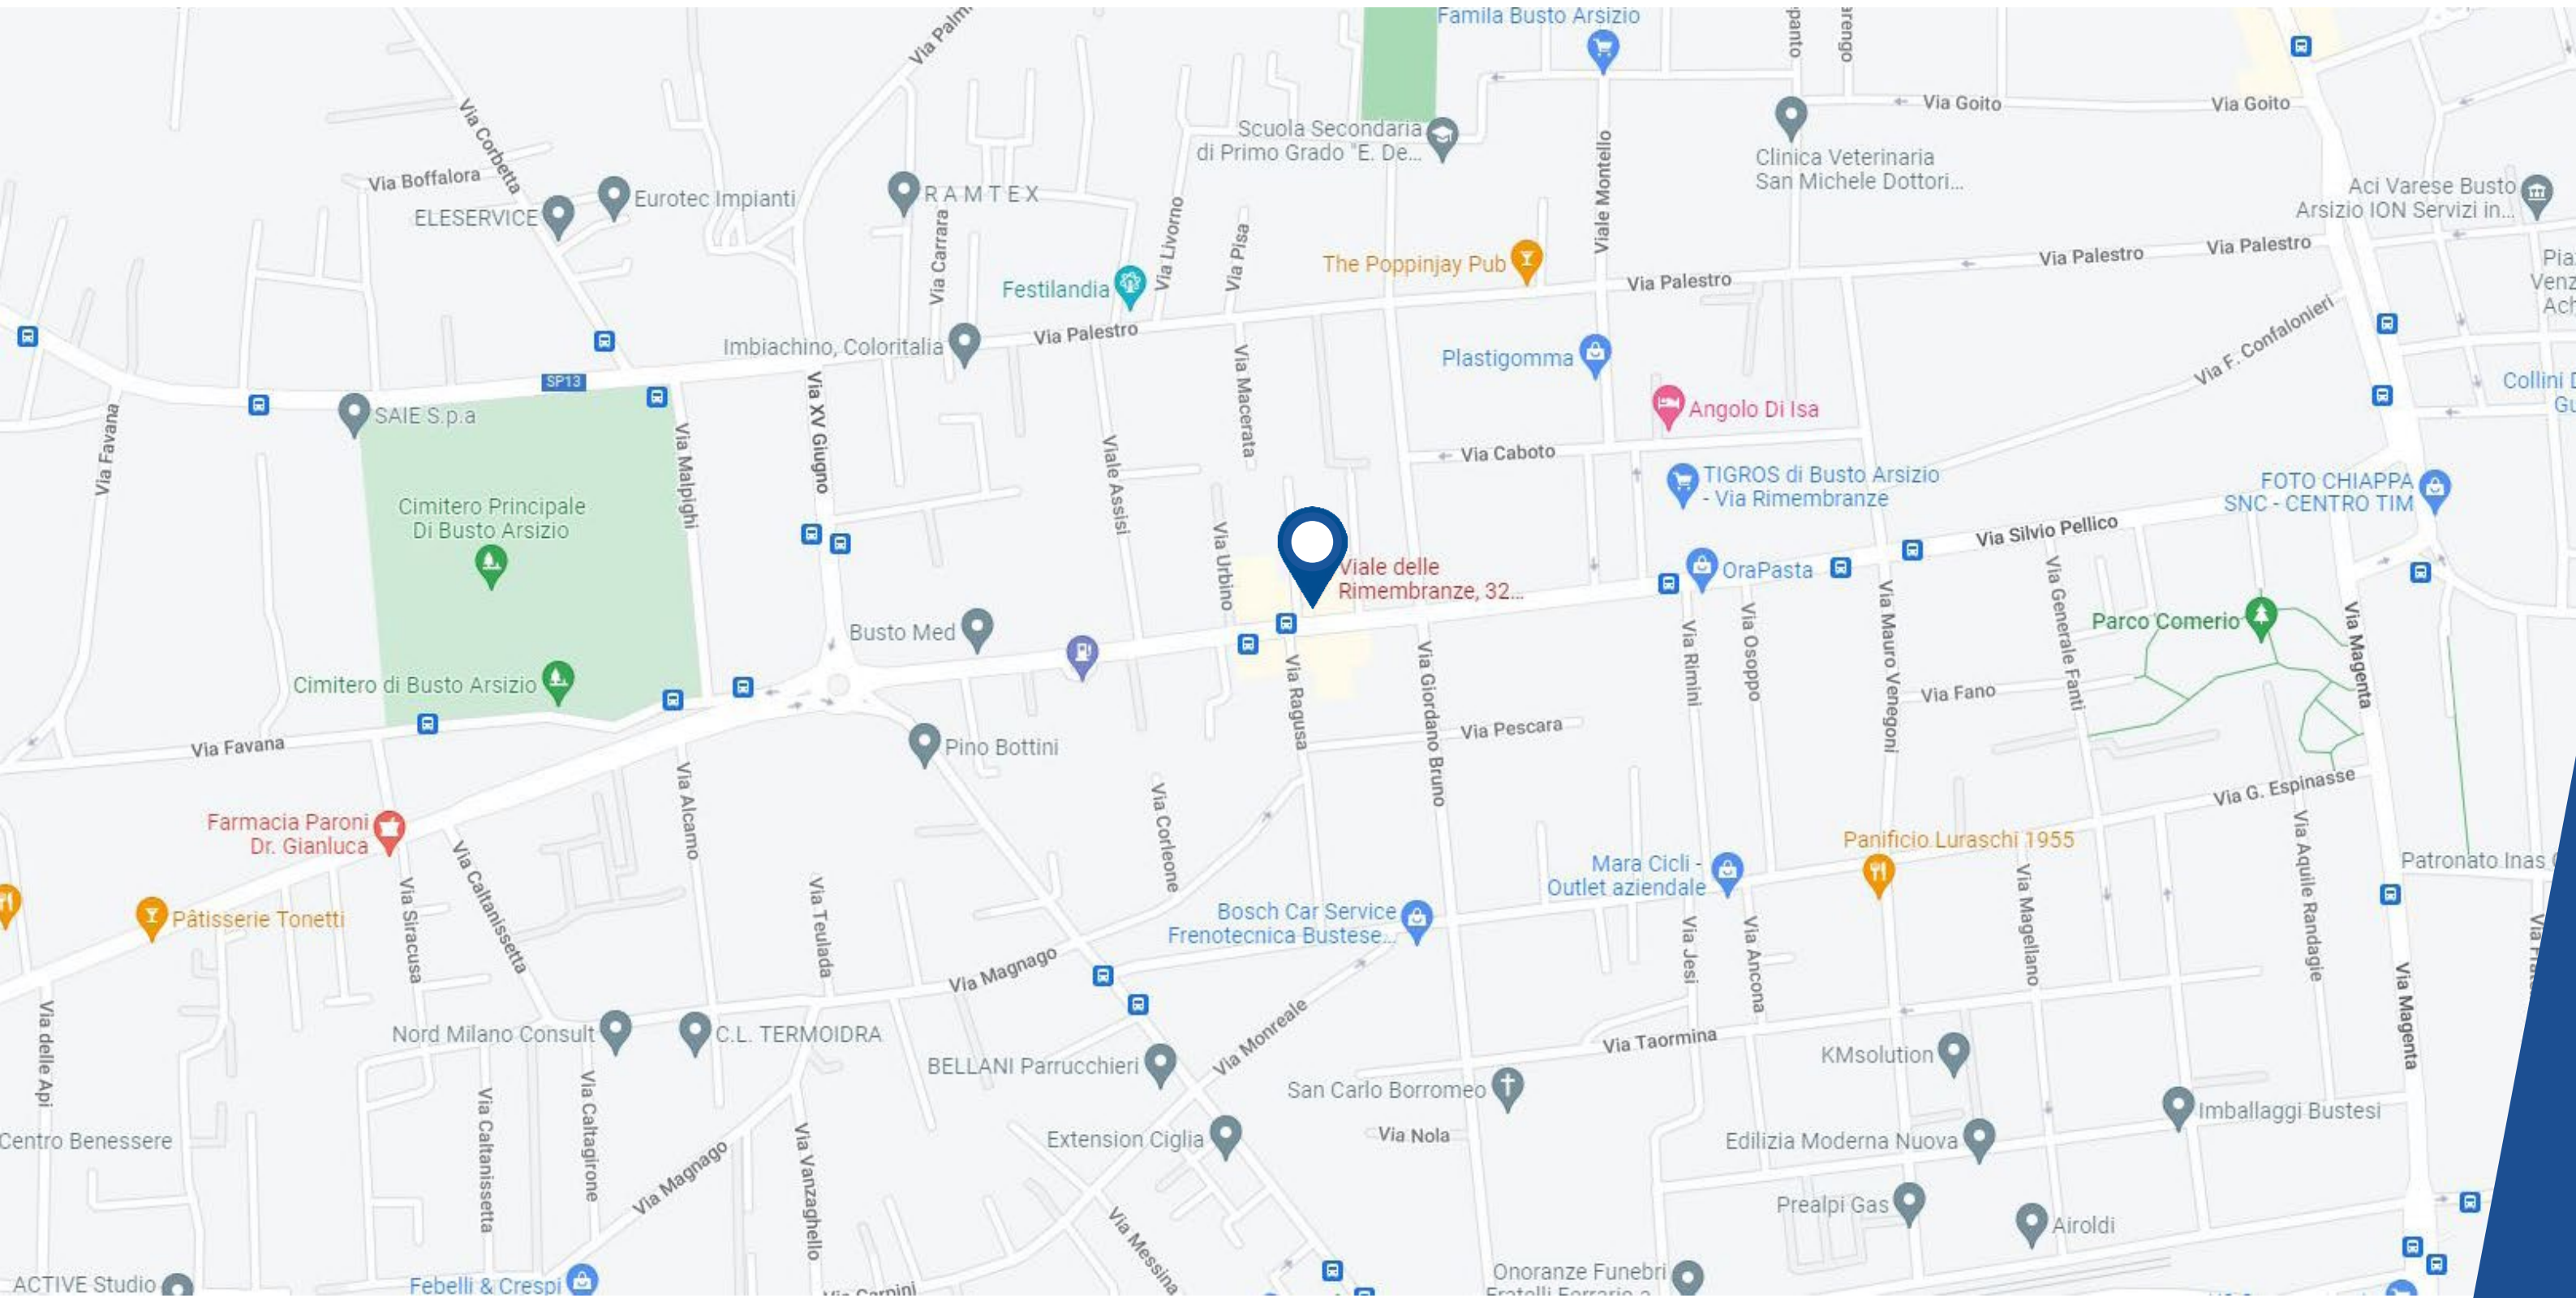 Famila Busto Arsizio
Via Palm
panto
arengo
Via Goito
Via Goito
Via Corbetta
Scuola Secondaria
di Primo Grado "E. De...
Viale Montello
Clinica Veterinaria
San Michele Dottori...
Via Boffalora
ELESERVICE
Eurotec Impianti
RAMTEX
Aci Varese Busto
Arsizio ION Servizi in...
Via Carrara
Via Livorno
Via Pisa
Festilandia
The Poppinjay Pub
Via Palestro
Via Palestro
Via Palestro
Pia
Venz
Ach
Imbiachino, Coloritalia
Via Palestro
Via F. Confalonieri
Plastigomma
SP13
SAIE S.p.a
Via Favana
Via Malpighi
Via XV Giugno
Viale Assisi
Via Macerata
Angolo Di Isa
Collini D
Gu
Via Caboto
TIGROS di Busto Arsizio
- Via Rimembranze
FOTO CHIAPPA
SNC - CENTRO TIM
Cimitero Principale
Di Busto Arsizio
Via Urbino
Via Silvio Pellico
Viale delle
Rimembranze, 32...
OraPasta
Busto Med
Via Rimini
Via Osoppo
Via Mauro Venegoni
Via Generale Fanti
Parco Comerio
Via Magenta
Cimitero di Busto Arsizio
Via Ragusa
Via Giordano Bruno
Via Fano
Via Favana
Pino Bottini
Via Pescara
Via G. Espinasse
Farmacia Paroni
Dr. Gianluca
Via Alcamo
Via Corleone
Via Siracusa
Via Caltanissetta
Via Teulada
Pâtisserie Tonetti
Panificio Luraschi 1955
Mara Cicli -
Outlet aziendale
Via Magellano
Via Aquile Randagie
Patronato Inas
Bosch Car Service
Frenotecnica Bustese...
Via Jesi
Via Ancona
Via Magnago
Via Magenta
Via delle Api
Nord Milano Consult
C.L. TERMOIDRA
Via Monreale
Via Taormina
BELLANI Parrucchieri
KMsolution
San Carlo Borromeo
Via Caltanissetta
Via Caltagirone
Via Magnago
Via Vanzaghello
Centro Benessere
Extension Ciglia
Via Nola
Imballaggi Bustesi
Edilizia Moderna Nuova
Prealpi Gas
Airoldi
Via Messina
ACTIVE Studio
Febelli & Crespi
Onoranze Funebri